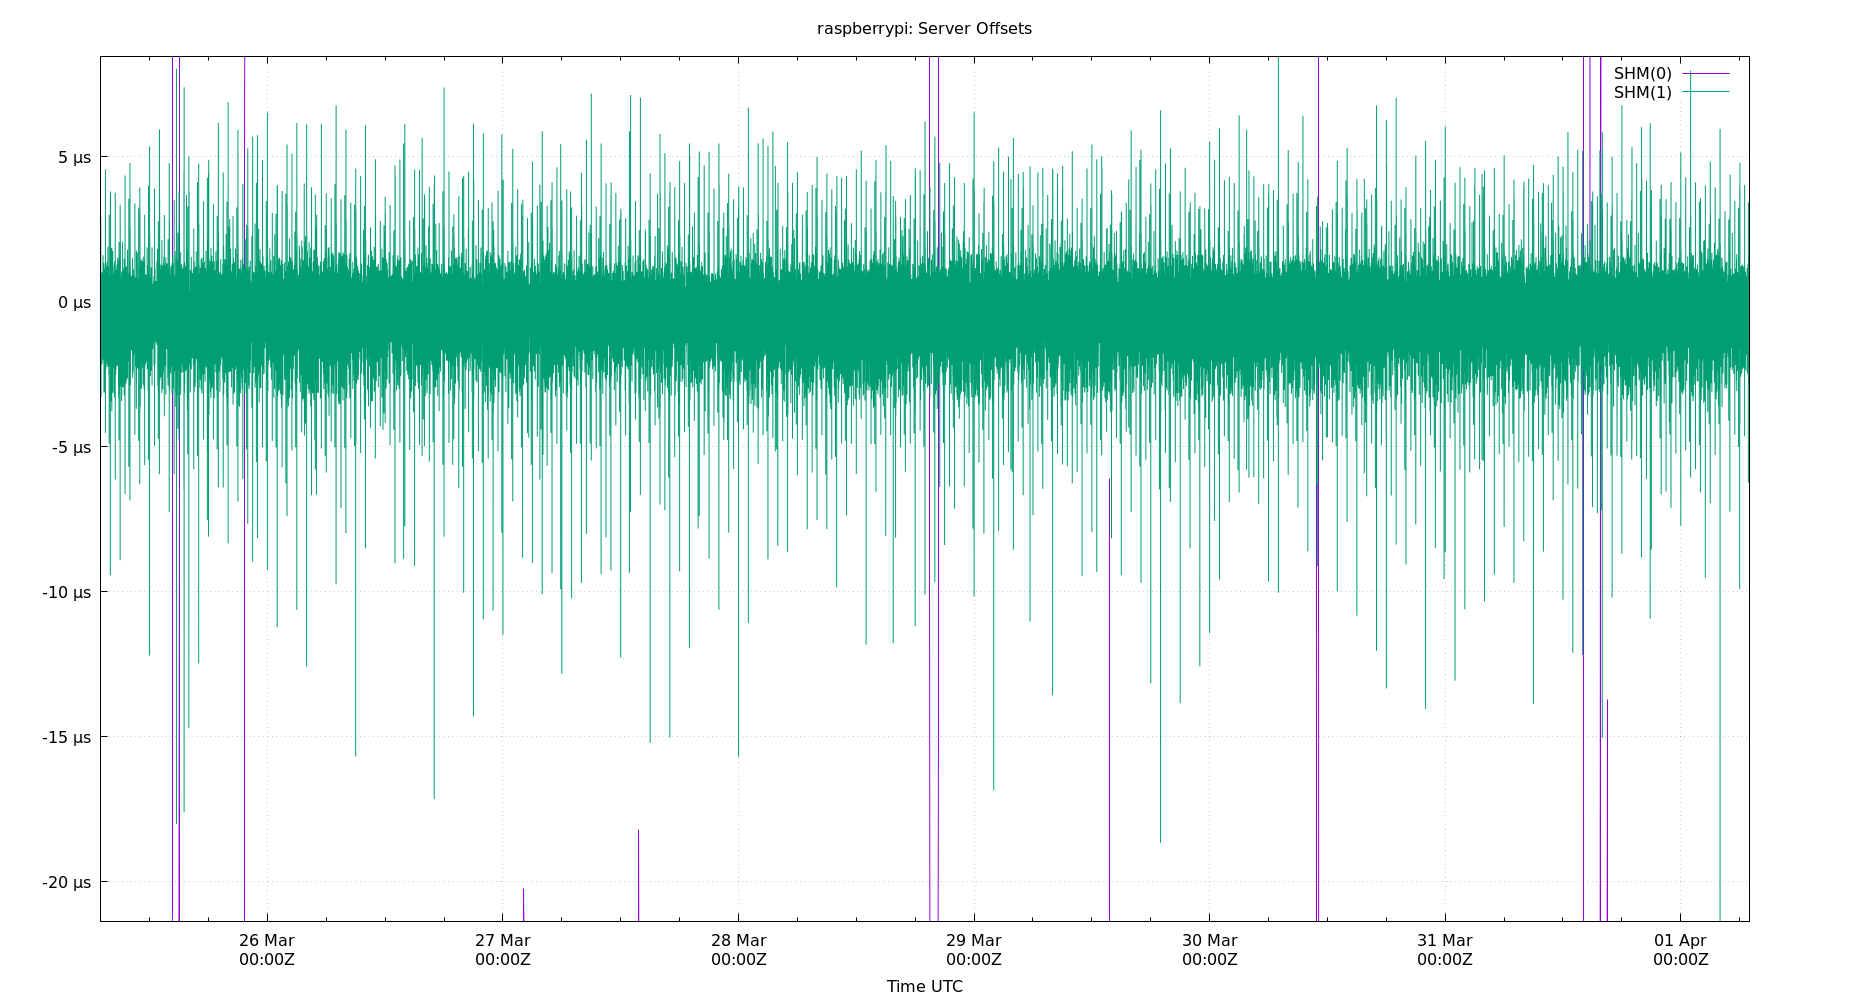 raspberrypi: Server Offsets
SHM(0)
SHM(1)
5 µs
0 µs
-5 µs
-10 µs
-15 µs
-20 µs
26 Mar 27 Mar 28 Mar 29 Mar 30 Mar 31 Mar 01 Apr
00:00Z 00:00Z 00:00Z 00:00Z 00:00Z 00:00Z 00:00Z
Time UTC